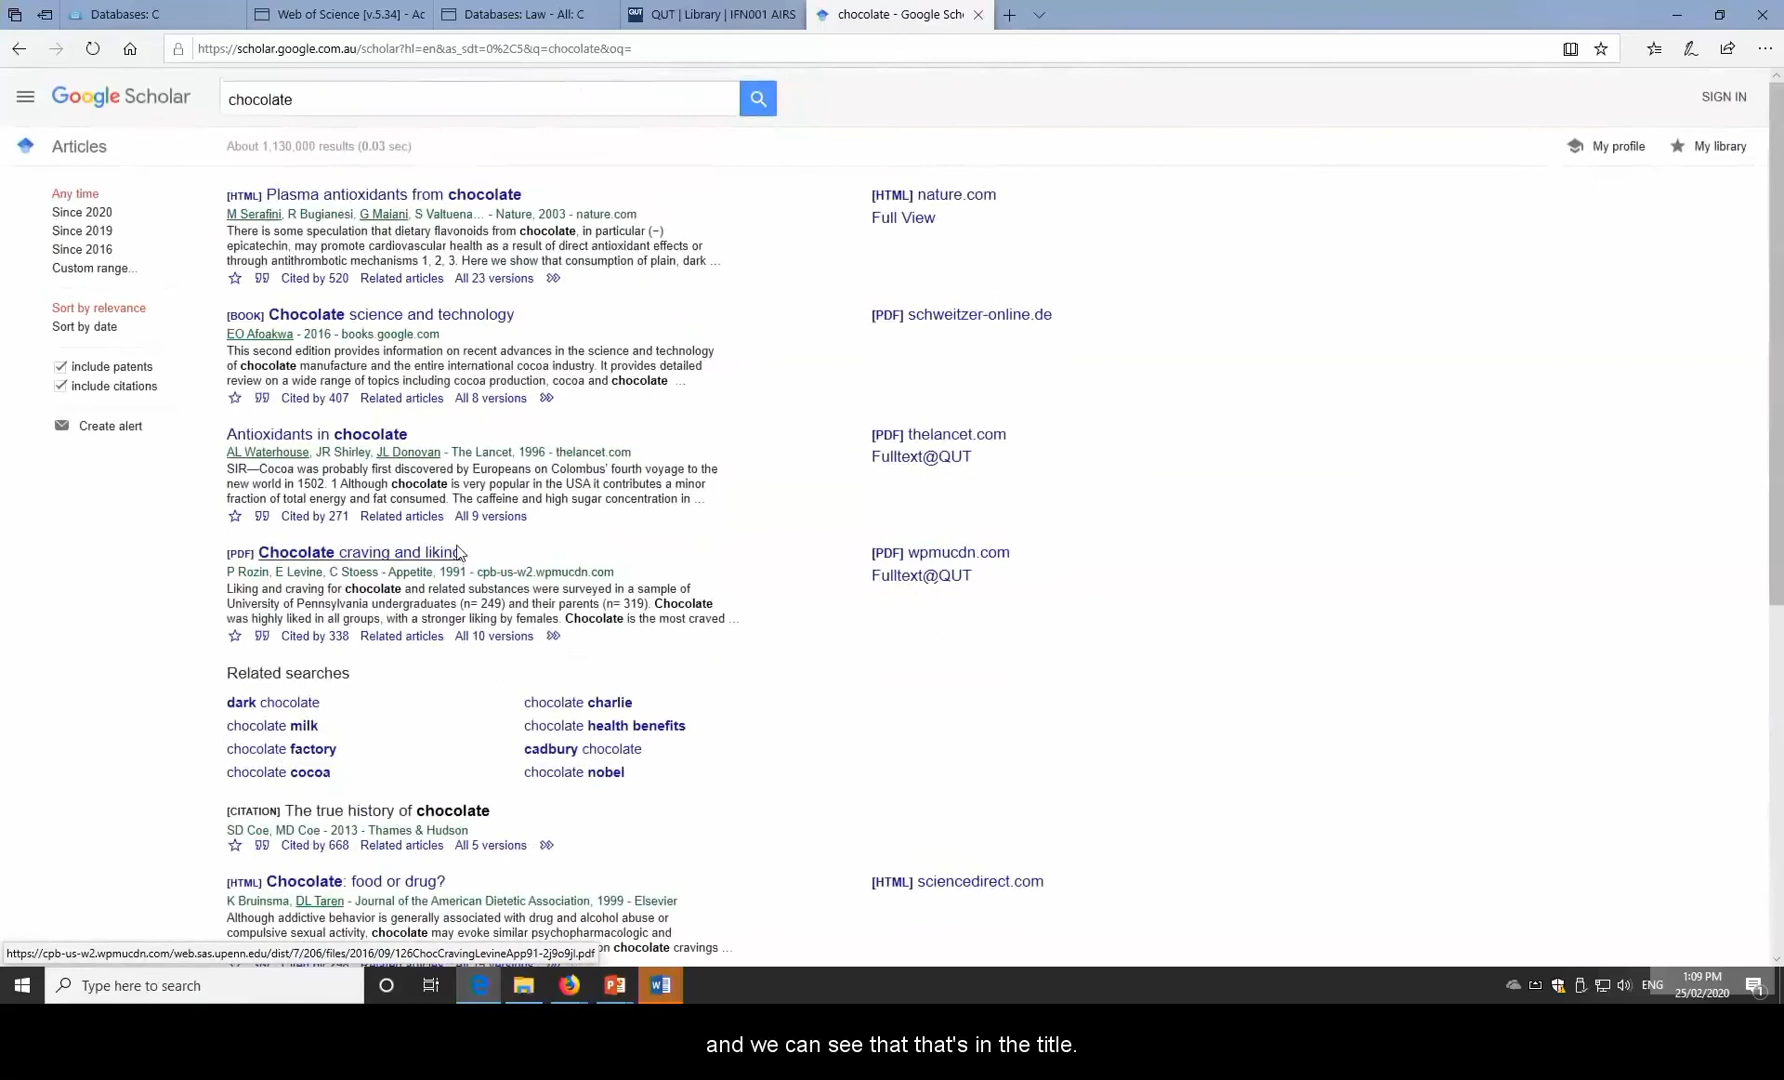 Databases: C
Web of Science [v.5.34] - Ac
Databases: Law - All: C
QUT | Library | IFN001 AIRS
chocolate - Google Sch
https://scholar.google.com.au/scholar?hl=en&as_sdt=0%2C5&q=chocolate&oq=
Google Scholar
chocolate
SIGN IN
Articles
About 1,130,000 results (0.03 sec)
My profile
My library
Any time
Since 2020
Since 2019
Since 2016
Custom range...
Sort by relevance
Sort by date
include patents
include citations
Create alert
[HTML] Plasma antioxidants from chocolate
M Serafini, R Bugianesi, G Maiani, S Valtuena… - Nature, 2003 - nature.com
There is some speculation that dietary flavonoids from chocolate, in particular (−)
epicatechin, may promote cardiovascular health as a result of direct antioxidant effects or
through antithrombotic mechanisms 1, 2, 3. Here we show that consumption of plain, dark …
Cited by 520 Related articles All 23 versions
[HTML] nature.com
Full View
[BOOK] Chocolate science and technology
EO Afoakwa - 2016 - books.google.com
This second edition provides information on recent advances in the science and technology
of chocolate manufacture and the entire international cocoa industry. It provides detailed
review on a wide range of topics including cocoa production, cocoa and chocolate …
Cited by 407 Related articles All 8 versions
[PDF] schweitzer-online.de
Antioxidants in chocolate
AL Waterhouse, JR Shirley, JL Donovan - The Lancet, 1996 - thelancet.com
SIR—Cocoa was probably first discovered by Europeans on Colombus' fourth voyage to the
new world in 1502. 1 Although chocolate is very popular in the USA it contributes a minor
fraction of total energy and fat consumed. The caffeine and high sugar concentration in …
Cited by 271 Related articles All 9 versions
[PDF] thelancet.com
Fulltext@QUT
[PDF] Chocolate craving and liking
P Rozin, E Levine, C Stoess - Appetite, 1991 - cpb-us-w2.wpmucdn.com
Liking and craving for chocolate and related substances were surveyed in a sample of
University of Pennsylvania undergraduates (n= 249) and their parents (n= 319). Chocolate
was highly liked in all groups, with a stronger liking by females. Chocolate is the most craved …
Cited by 338 Related articles All 10 versions
[PDF] wpmucdn.com
Fulltext@QUT
Related searches
dark chocolate
chocolate milk
chocolate factory
chocolate cocoa
chocolate charlie
chocolate health benefits
cadbury chocolate
chocolate nobel
[CITATION] The true history of chocolate
SD Coe, MD Coe - 2013 - Thames & Hudson
Cited by 668 Related articles All 5 versions
[HTML] Chocolate: food or drug?
K Bruinsma, DL Taren - Journal of the American Dietetic Association, 1999 - Elsevier
Although addictive behavior is generally associated with drug and alcohol abuse or
compulsive sexual activity, chocolate may evoke similar psychopharmacologic and
on chocolate cravings …
[HTML] sciencedirect.com
https://cpb-us-w2.wpmucdn.com/web.sas.upenn.edu/dist/7/206/files/2016/09/126ChocCravingLevineApp91-2j9o9jl.pdf
Type here to search
ENG
1:09 PM
25/02/2020
and we can see that that's in the title.